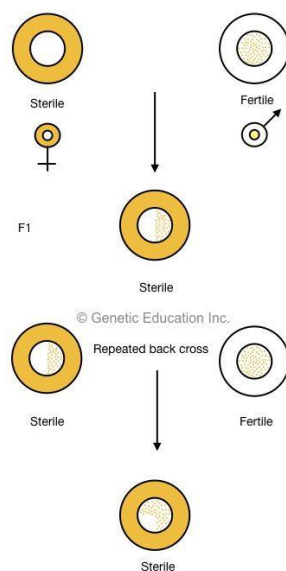 Sterile
Fertile
F1
Sterile
© Genetic Education Inc.
Repeated back cross
Sterile
Fertile
Sterile